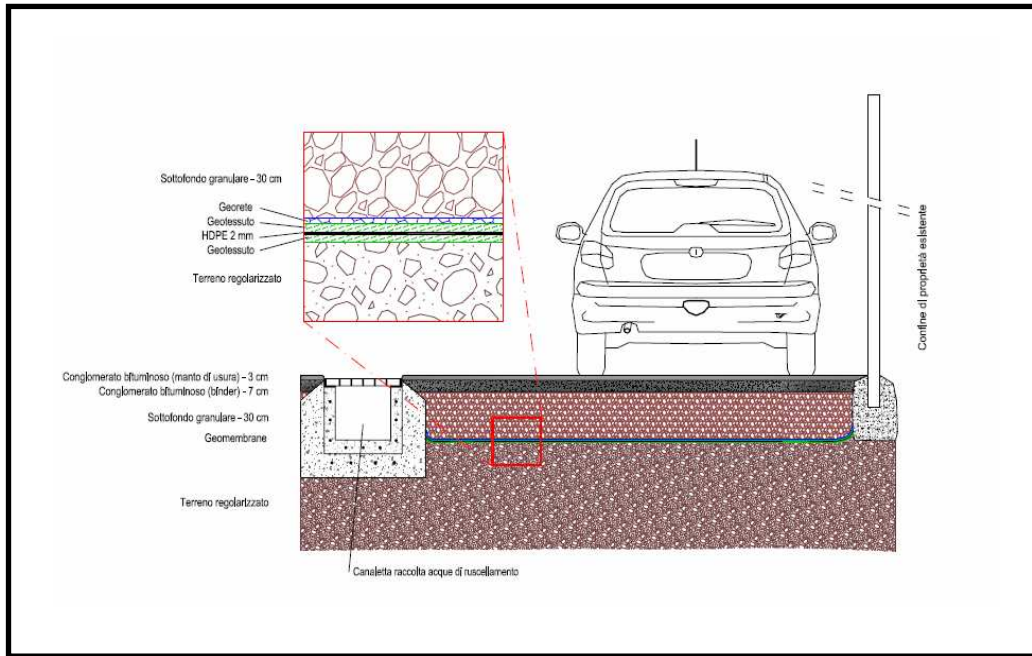 Sottofondo granulare - 30 cm
Georete
Geotessuto
HDPE 2 mm
Geotessuto
Terreno regolarizzato
Confine di proprietà esistente
Conglomerato bituminoso (manto di usura) - 3 cm
Conglomerato bituminoso (binder) - 7 cm
Sottofondo granulare - 30 cm
Geomembrane
Terreno regolarizzato
Canaletta raccolta acque di ruscellamento